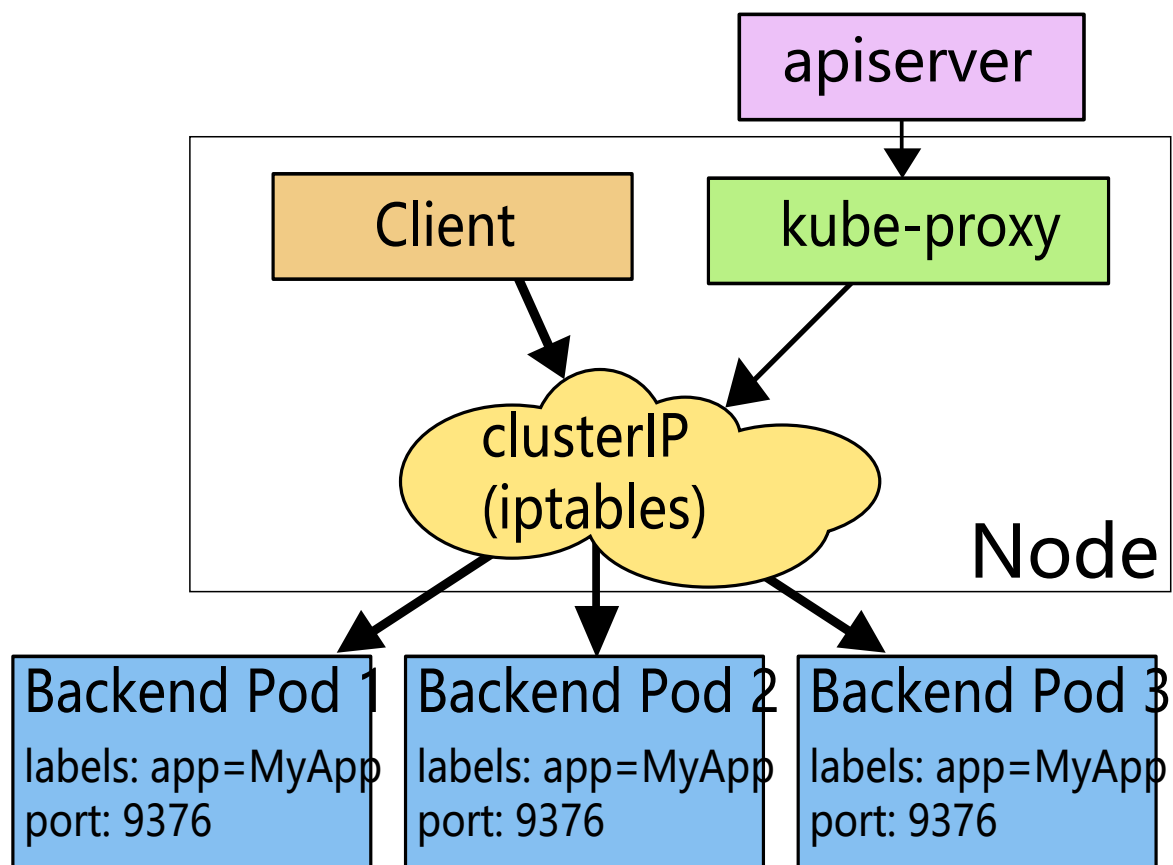 apiserver
Client
kube-proxy
clusterIP
(iptables)
Node
Backend Pod 1
labels: app=MyApp
port: 9376
Backend Pod 2
labels: app=MyApp
port: 9376
Backend Pod 3
labels: app=MyApp
port: 9376